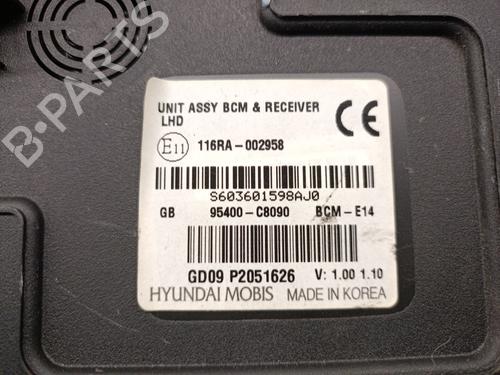 B-PARTS
UNIT ASSY BCM & RECEIVER
LHD
CE
E11 116RA-002958
S603601598AJ0
GB 95400-C8090 BCM-E14
GD09 P2051626 V: 1.00 1.10
HYUNDAI MOBIS MADE IN KOREA